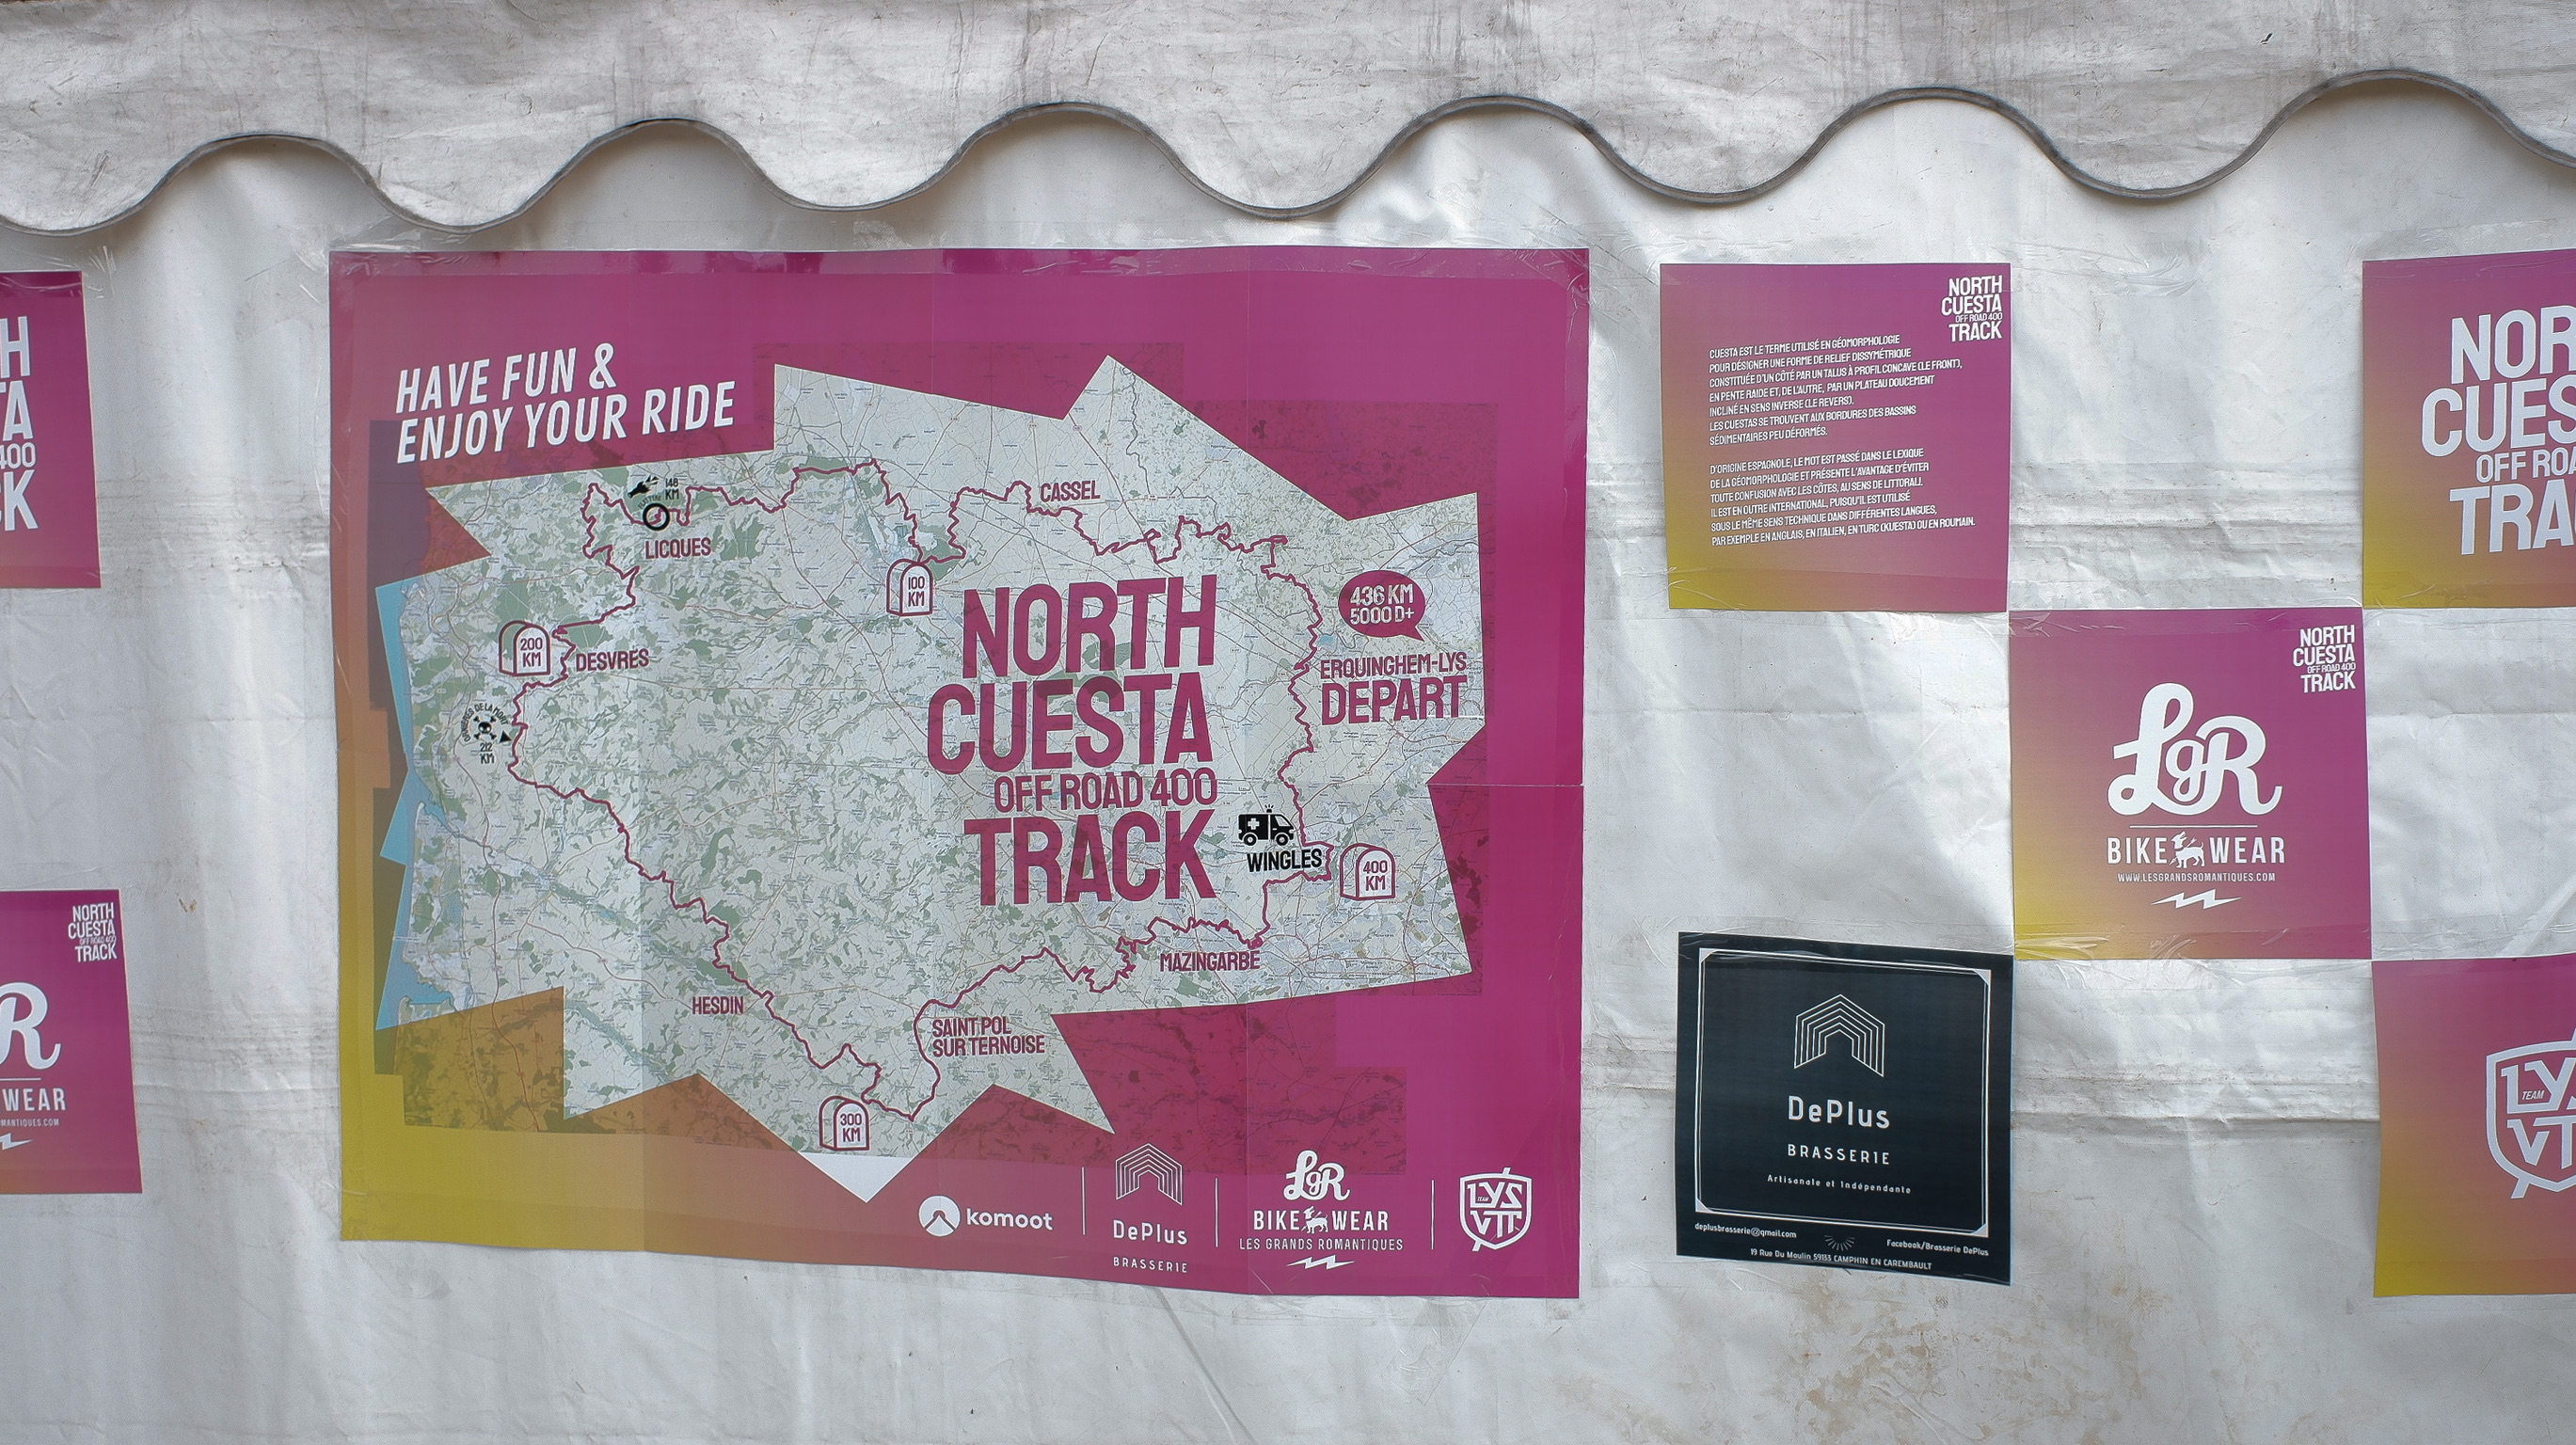 HAVE FUN &
ENJOY YOUR RIDE
148
KM
LICQUES
CASSEL
100
KM
200
KM
DESVRES
212
KM
NORTH
CUESTA
OFF ROAD 400
TRACK
436 KM
5000 D+
ERQUINGHEM-LYS
DEPART
WINGLES
400
KM
MAZINGARBE
HESDIN
SAINT POL
SUR TERNOISE
300
KM
komoot
DePlus
BRASSERIE
LgR
BIKE WEAR
LES GRANDS ROMANTIQUES
LYS
TEAM
VTT
NORTH
CUESTA
OFF ROAD 400
TRACK
CUESTA EST LE TERME UTILISÉ EN GÉOMORPHOLOGIE
POUR DÉSIGNER UNE FORME DE RELIEF DISSYMÉTRIQUE
CONSTITUÉE D'UN CÔTÉ PAR UN TALUS À PROFIL CONCAVE (LE FRONT),
EN PENTE RAIDE ET, DE L'AUTRE, PAR UN PLATEAU DOUCEMENT
INCLINÉ EN SENS INVERSE (LE REVERS).
LES CUESTAS SE TROUVENT AUX BORDURES DES BASSINS
SÉDIMENTAIRES PEU DÉFORMÉS.
D'ORIGINE ESPAGNOLE, LE MOT EST PASSÉ DANS LE LEXIQUE
DE LA GÉOMORPHOLOGIE ET PRÉSENTE L'AVANTAGE D'ÉVITER
TOUTE CONFUSION AVEC LES CÔTES, AU SENS DE LITTORAL.
IL EST EN OUTRE INTERNATIONAL, PUISQU'IL EST UTILISÉ
SOUS LE MÊME SENS TECHNIQUE DANS DIFFÉRENTES LANGUES,
PAR EXEMPLE EN ANGLAIS, EN ITALIEN, EN TURC (KUESTA) OU EN ROUMAIN.
NORTH
CUESTA
OFF ROAD 400
TRACK
LgR
BIKE WEAR
WWW.LESGRANDSROMANTIQUES.COM
DePlus
BRASSERIE
Artisanale et Indépendante
deplusbrasserie@gmail.com
Facebook/Brasserie DePlus
19 Rue Du Moulin 59133 CAMPHIN EN CAREMBAULT
NOR
CUES
OFF ROA
TRA
LYS
TEAM
VT
H
TA
400
CK
NORTH
CUESTA
OFF ROAD 400
TRACK
R
WEAR
MANTIQUES.COM